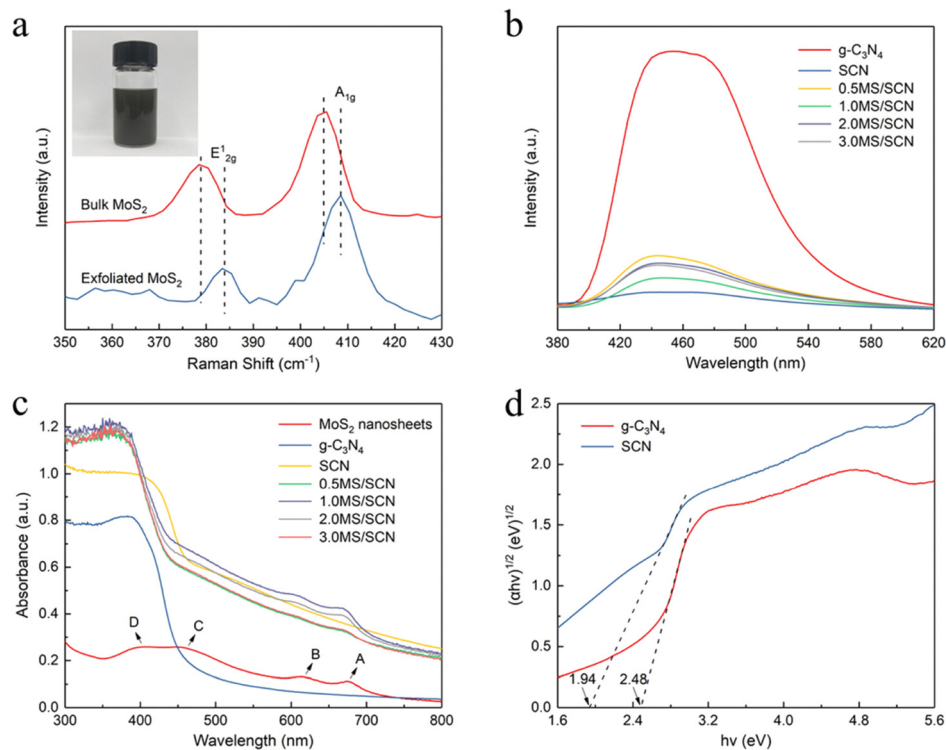 a
E¹₂g
A₁g
Bulk MoS₂
Exfoliated MoS₂
Intensity (a.u.)
350 360 370 380 390 400 410 420 430
Raman Shift (cm⁻¹)
b
g-C₃N₄
SCN
0.5MS/SCN
1.0MS/SCN
2.0MS/SCN
3.0MS/SCN
Intensity (a.u.)
380 420 460 500 540 580 620
Wavelength (nm)
c
MoS₂ nanosheets
g-C₃N₄
SCN
0.5MS/SCN
1.0MS/SCN
2.0MS/SCN
3.0MS/SCN
D
C
B
A
Absorbance (a.u.)
1.2
1.0
0.8
0.6
0.4
0.2
0.0
300 400 500 600 700 800
Wavelength (nm)
d
g-C₃N₄
SCN
1.94
2.48
(αhv)¹/² (eV)¹/²
2.5
2.0
1.5
1.0
0.5
0.0
1.6 2.4 3.2 4.0 4.8 5.6
hv (eV)